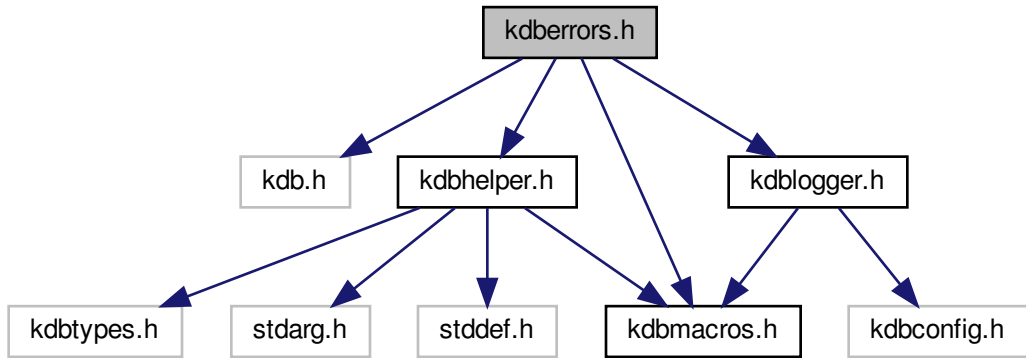 kdberrors.h
kdb.h
kdbhelper.h
kdblogger.h
kdbtypes.h
stdarg.h
stddef.h
kdbmacros.h
kdbconfig.h